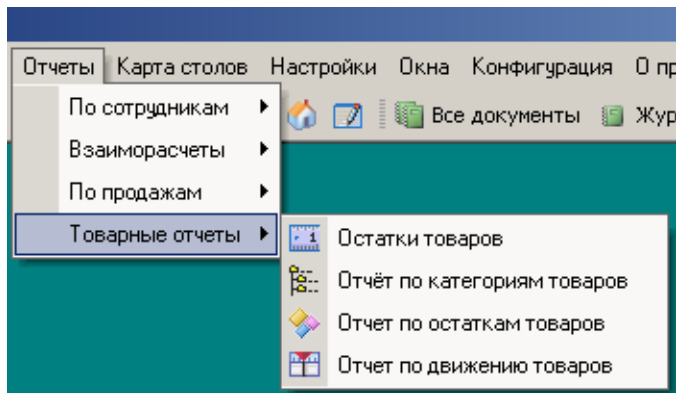 Отчеты Карта столов Настройки Окна Конфигурация О
По сотрудникам
Все документы
Взаиморасчеты
По продажам
Товарные отчеты
Остатки товаров
Отчёт по категориям товаров
Отчет по остаткам товаров
Отчет по движению товаров